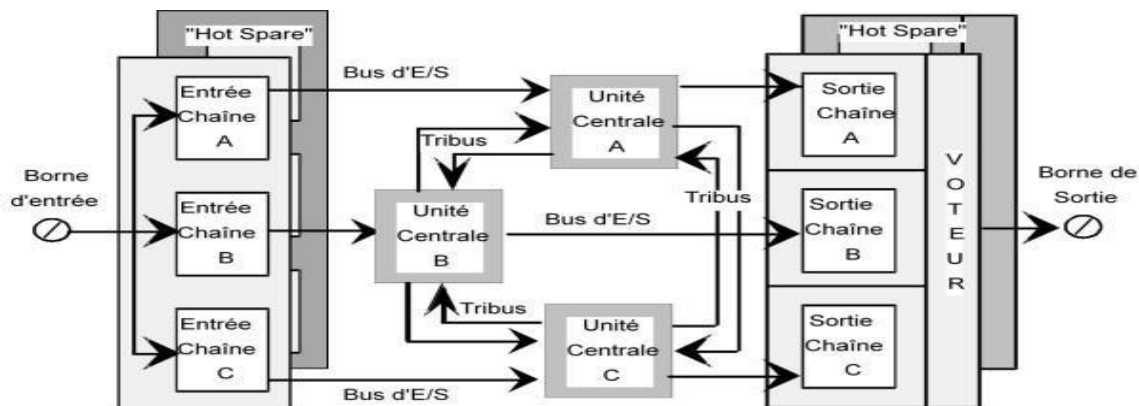 "Hot Spare"
"Hot Spare"
Bus d'E/S
Entrée
Chaîne
A
Unité
Centrale
A
Sortie
Chaîne
A
Tribus
Borne
d'entrée
Entrée
Chaîne
B
Unité
Centrale
B
Bus d'E/S
Tribus
Sortie
Chaîne
B
VOTEUR
Borne de
Sortie
Tribus
Entrée
Chaîne
C
Unité
Centrale
C
Sortie
Chaîne
C
Bus d'E/S